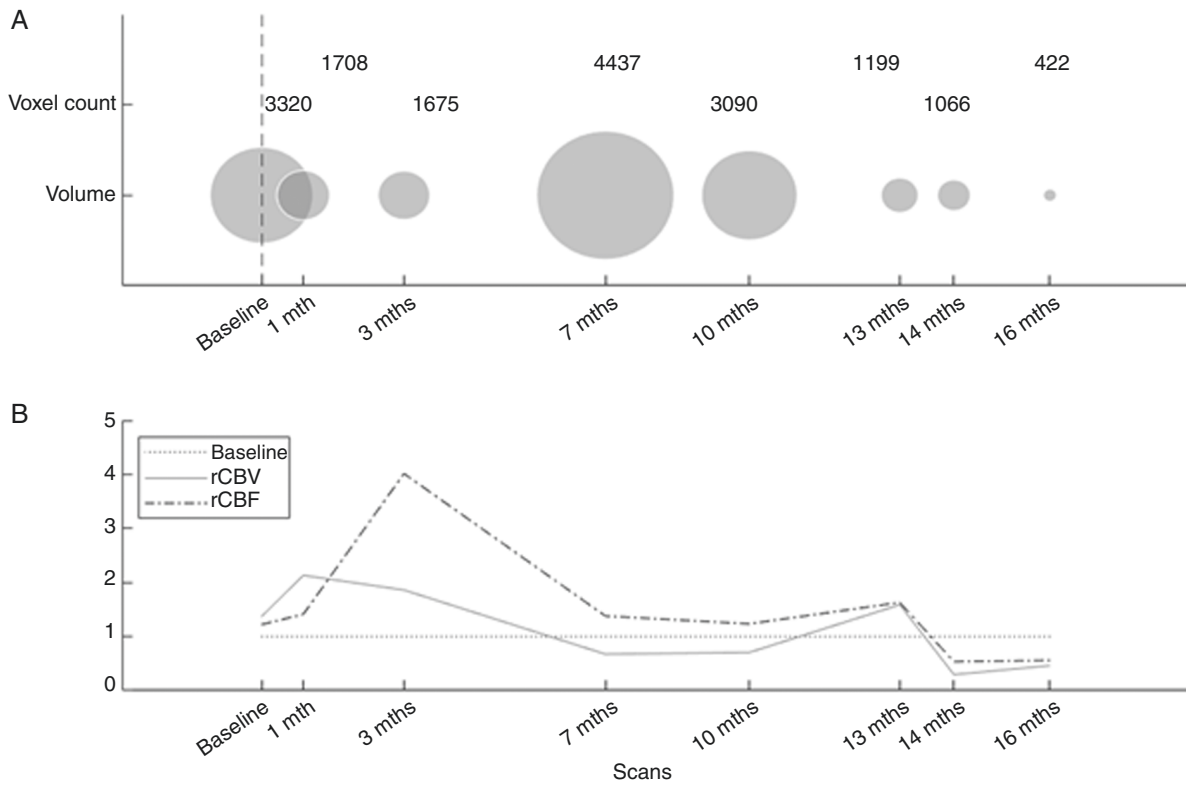 A
1708 4437 1199 422
Voxel count 3320 1675 3090 1066
Volume
Baseline 1 mth 3 mths 7 mths 10 mths 13 mths 14 mths 16 mths
B
5
Baseline
4 rCBV
rCBF
3
2
1
0
Baseline 1 mth 3 mths 7 mths 10 mths 13 mths 14 mths 16 mths
Scans